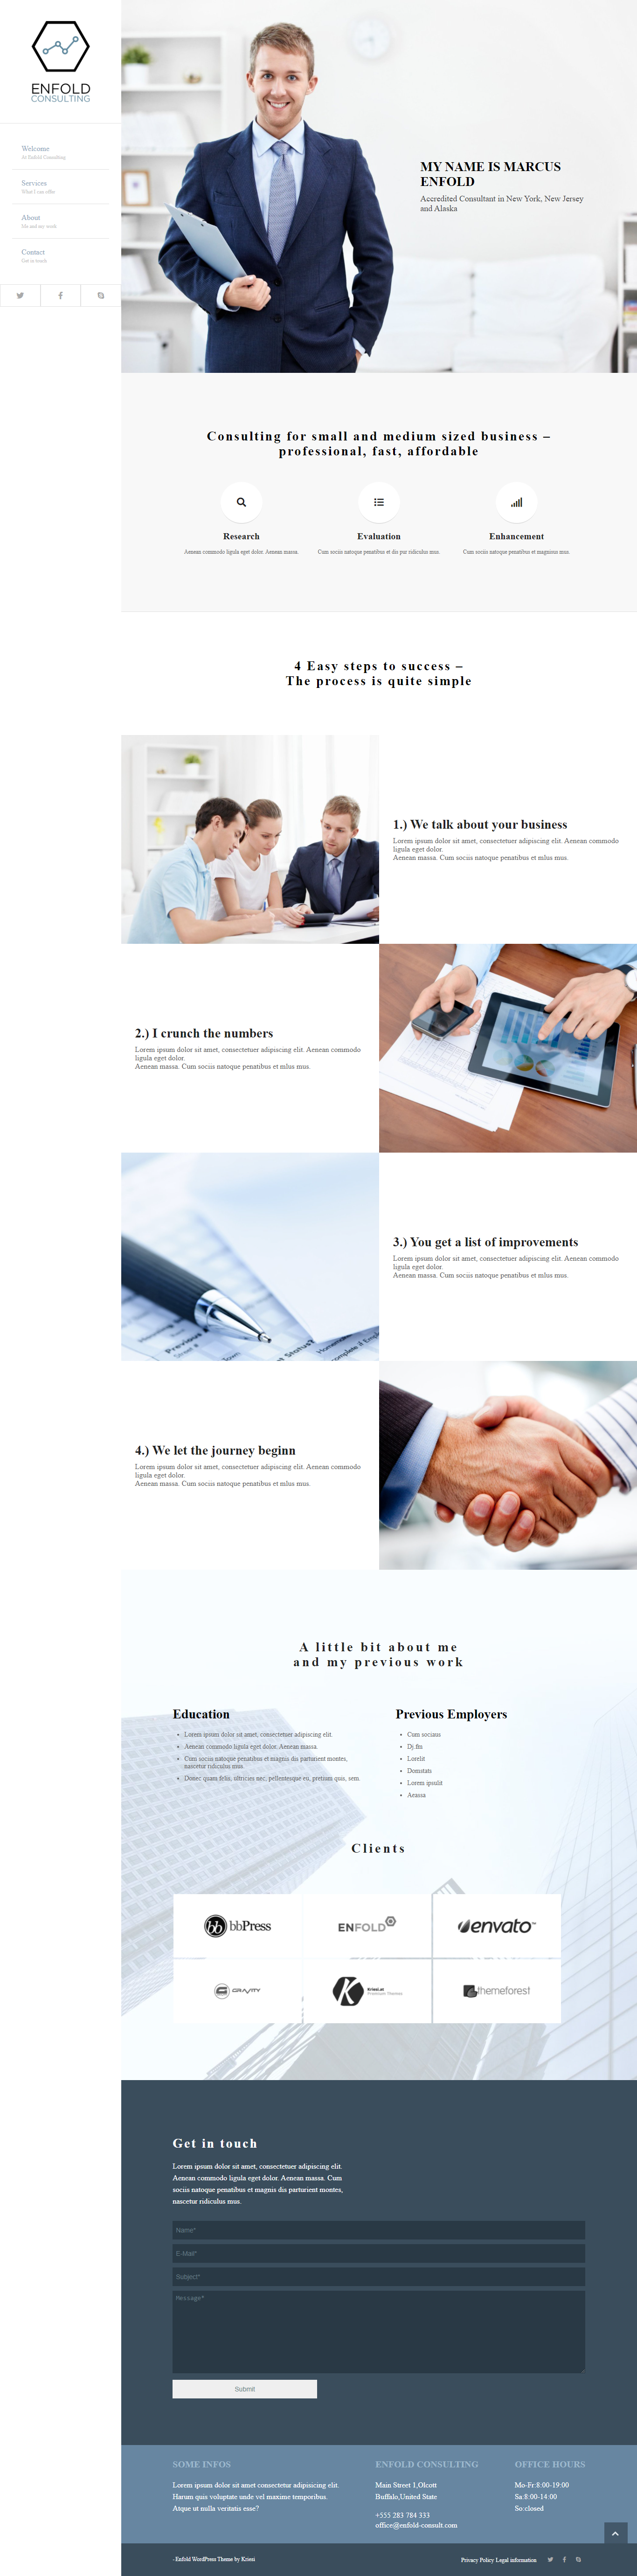 ENFOLD
CONSULTING
Welcome
At Enfold Consulting
Services
What I can offer
About
Me and my work
Contact
Get in touch
MY NAME IS MARCUS
ENFOLD
Accredited Consultant in New York, New Jersey
and Alaska
Consulting for small and medium sized business –
professional, fast, affordable
Research
Evaluation
Enhancement
Aenean commodo ligula eget dolor. Aenean massa.
Cum sociis natoque penatibus et dis par ridiculus mus.
Cum sociis natoque penatibus et magnious mus.
4 Easy steps to success –
The process is quite simple
1.) We talk about your business
Lorem ipsum dolor sit amet, consectetuer adipiscing elit. Aenean commodo
ligula eget dolor.
Aenean massa. Cum sociis natoque penatibus et mlus mus.
2.) I crunch the numbers
Lorem ipsum dolor sit amet, consectetuer adipiscing elit. Aenean commodo
ligula eget dolor.
Aenean massa. Cum sociis natoque penatibus et mlus mus.
3.) You get a list of improvements
Lorem ipsum dolor sit amet, consectetuer adipiscing elit. Aenean commodo
ligula eget dolor.
Aenean massa. Cum sociis natoque penatibus et mlus mus.
4.) We let the journey beginn
Lorem ipsum dolor sit amet, consectetuer adipiscing elit. Aenean commodo
ligula eget dolor.
Aenean massa. Cum sociis natoque penatibus et mlus mus.
A little bit about me
and my previous work
Education
Lorem ipsum dolor sit amet, consectetuer adipiscing elit.
Aenean commodo ligula eget dolor. Aenean massa.
Cum sociis natoque penatibus et magnis dis parturient montes,
nascetur ridiculus mus.
Donec quam felis, ultricies nec, pellentesque eu, pretium quis, sem.
Previous Employers
Cum sociaus
Dj.fm
Lorelit
Domstats
Lorem ipsulit
Aeassa
Clients
bbPress
ENFOLD
envato
GRAVITY
Kriesi.at
Premium Themes
themeforest
Get in touch
Lorem ipsum dolor sit amet, consectetuer adipiscing elit.
Aenean commodo ligula eget dolor. Aenean massa. Cum
sociis natoque penatibus et magnis dis parturient montes,
nascetur ridiculus mus.
Name*
E-Mail*
Subject*
Message*
Submit
SOME INFOS
Lorem ipsum dolor sit amet consectetur adipisicing elit.
Harum quis voluptate unde vel maxime temporibus.
Atque ut nulla veritatis esse?
ENFOLD CONSULTING
Main Street 1,Olcott
Buffalo,United State
+555 283 784 333
office@enfold-consult.com
OFFICE HOURS
Mo-Fr:8:00-19:00
Sa:8:00-14:00
So:closed
-Enfold WordPress Theme by Kriesi
Privacy Policy Legal information